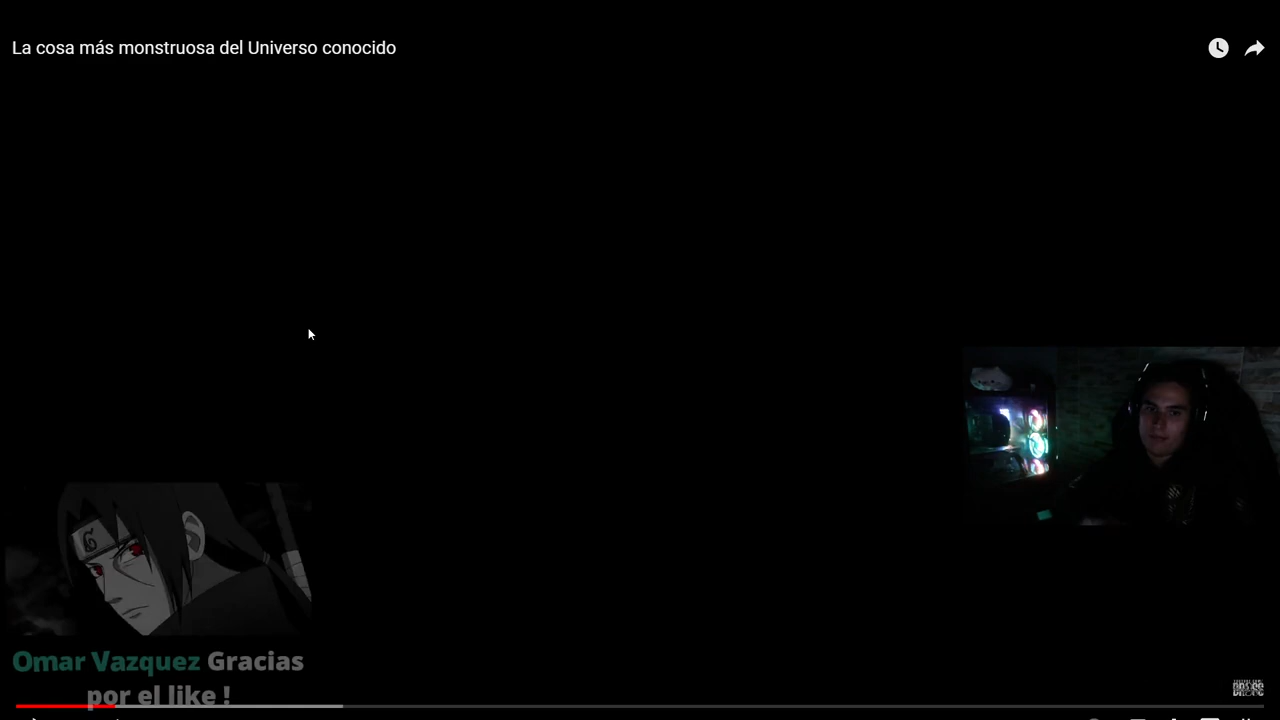 La cosa más monstruosa del Universo conocido
Omar Vazquez Gracias
por el like !